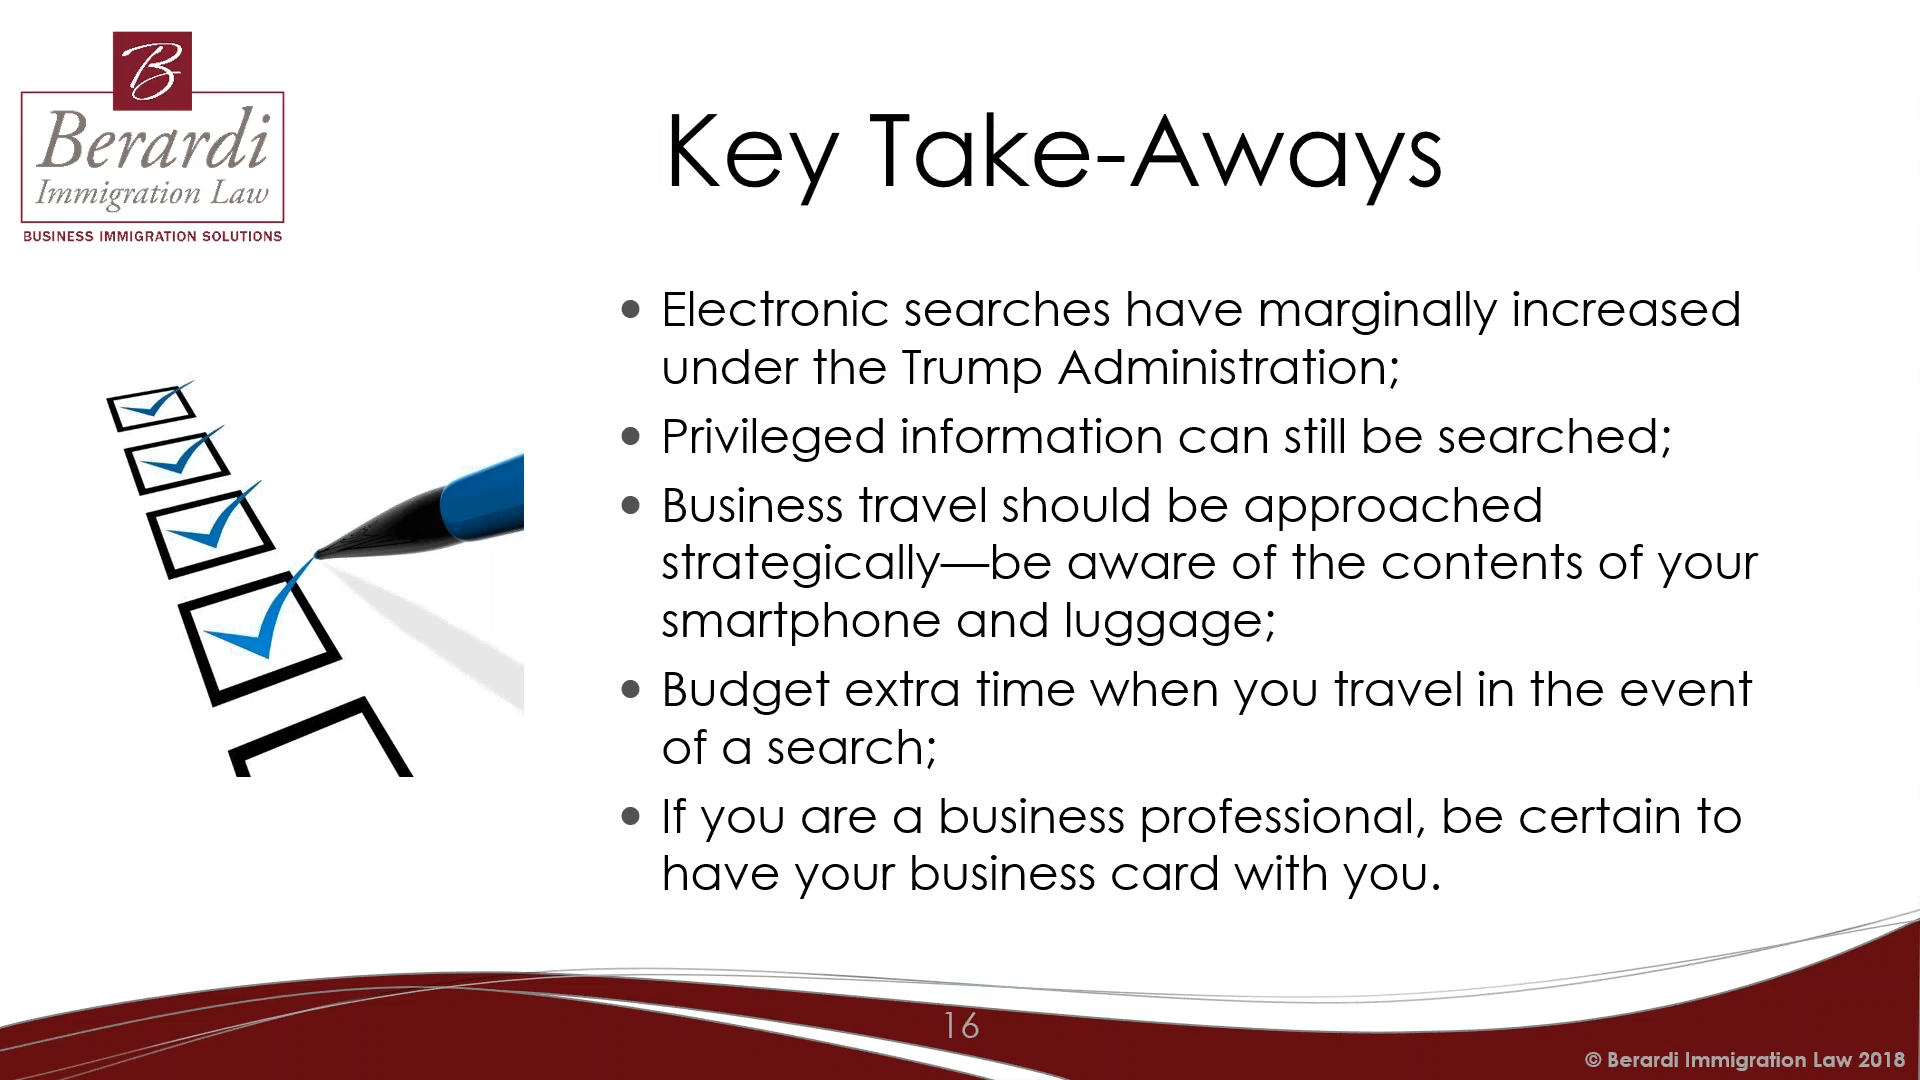 B
Berardi
Immigration Law
BUSINESS IMMIGRATION SOLUTIONS
Key Take-Aways
• Electronic searches have marginally increased
under the Trump Administration;
• Privileged information can still be searched;
• Business travel should be approached
strategically—be aware of the contents of your
smartphone and luggage;
• Budget extra time when you travel in the event
of a search;
• If you are a business professional, be certain to
have your business card with you.
16
© Berardi Immigration Law 2018